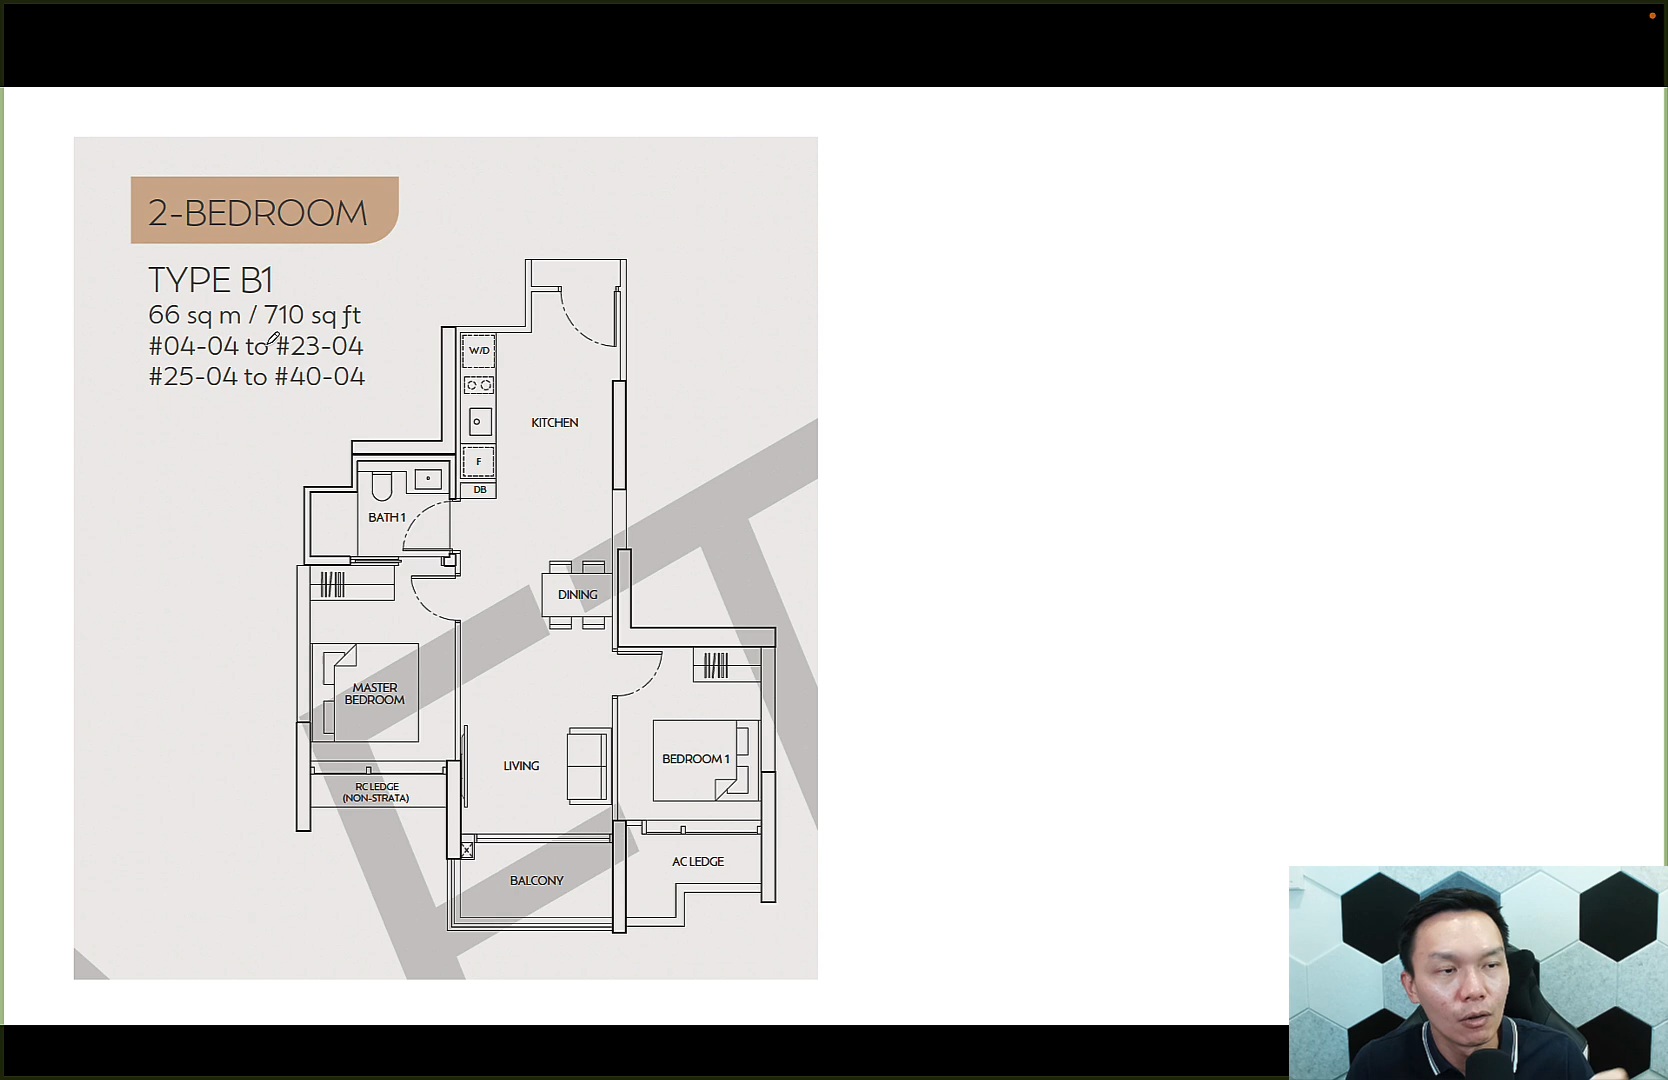 2-BEDROOM
TYPE B1
66 sq m / 710 sq ft
#04-04 to #23-04
#25-04 to #40-04
W/D
KITCHEN
F
DB
BATH 1
DINING
MASTER
BEDROOM
LIVING
BEDROOM 1
RC LEDGE
(NON-STRATA)
AC LEDGE
BALCONY